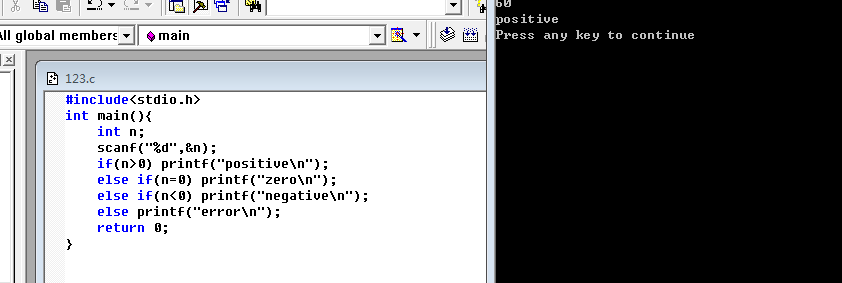 All global members
main
123.c
#include<stdio.h>
int main(){
int n;
scanf("%d",&n);
if(n>0) printf("positive\n");
else if(n=0) printf("zero\n");
else if(n<0) printf("negative\n");
else printf("error\n");
return 0;
}
60
positive
Press any key to continue